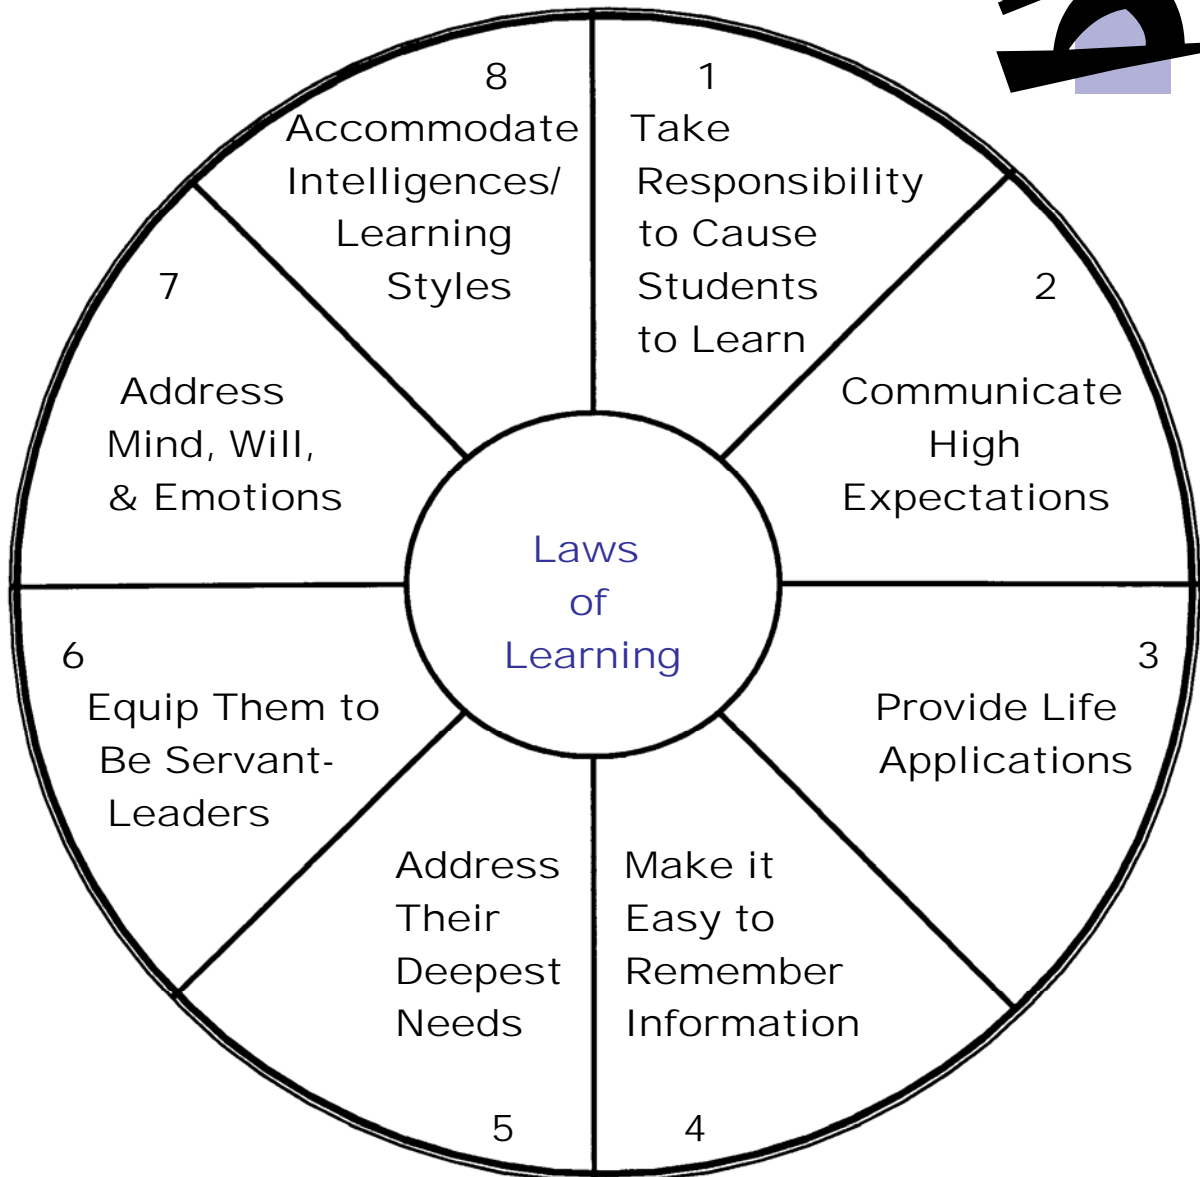 8
Accommodate
Intelligences/
Learning
Styles
1
Take
Responsibility
to Cause
Students
to Learn
2
Communicate
High
Expectations
3
Provide Life
Applications
4
Make it
Easy to
Remember
Information
5
Address
Their
Deepest
Needs
6
Equip Them to
Be Servant-
Leaders
7
Address
Mind, Will,
& Emotions
Laws
of
Learning